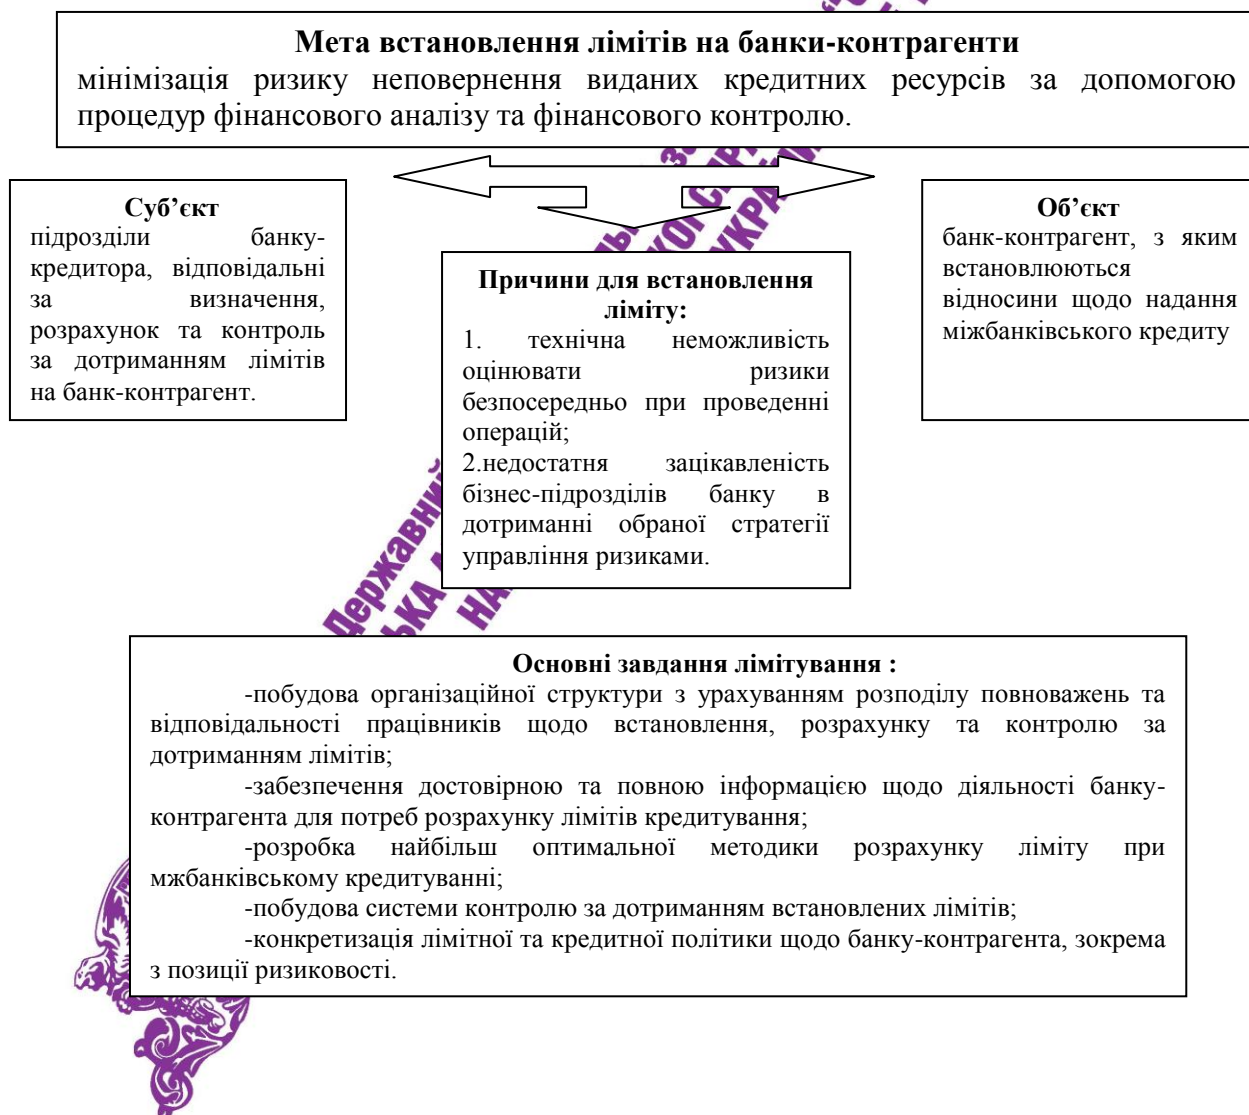 Мета встановлення лімітів на банки-контрагенти
мінімізація ризику неповернення виданих кредитних ресурсів за допомогою
процедур фінансового аналізу та фінансового контролю.
Суб’єкт
підрозділи банку-
кредитора, відповідальні
за визначення,
розрахунок та контроль
за дотриманням лімітів
на банк-контрагент.
Причини для встановлення
ліміту:
1. технічна неможливість
оцінювати ризики
безпосередньо при проведенні
операцій;
2.недостатня зацікавленість
бізнес-підрозділів банку в
дотриманні обраної стратегії
управління ризиками.
Об’єкт
банк-контрагент, з яким
встановлюються
відносини щодо надання
міжбанківського кредиту
Державний
Основні завдання лімітування :
-побудова організаційної структури з урахуванням розподілу повноважень та
відповідальності працівників щодо встановлення, розрахунку та контролю за
дотриманням лімітів;
-забезпечення достовірною та повною інформацією щодо діяльності банку-
контрагента для потреб розрахунку лімітів кредитування;
-розробка найбільш оптимальної методики розрахунку ліміту при
мжбанківському кредитуванні;
-побудова системи контролю за дотриманням встановлених лімітів;
-конкретизація лімітної та кредитної політики щодо банку-контрагента, зокрема
з позиції ризиковості.